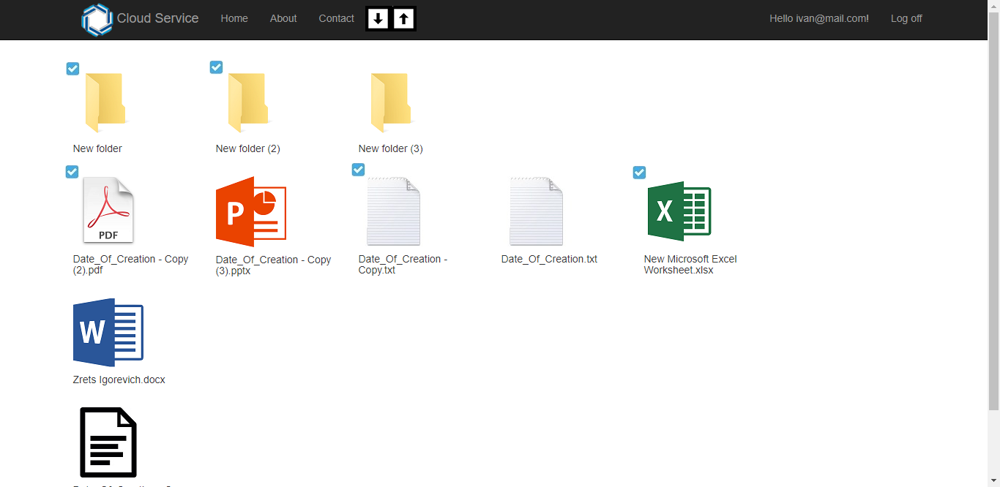 Cloud Service Home About Contact Hello ivan@mail.com! Log off
New folder New folder (2) New folder (3)
PDF P X
Date_Of_Creation - Copy (2).pdf
Date_Of_Creation - Copy (3).pptx
Date_Of_Creation - Copy.txt
Date_Of_Creation.txt
New Microsoft Excel Worksheet.xlsx
W
Zrets Igorevich.docx